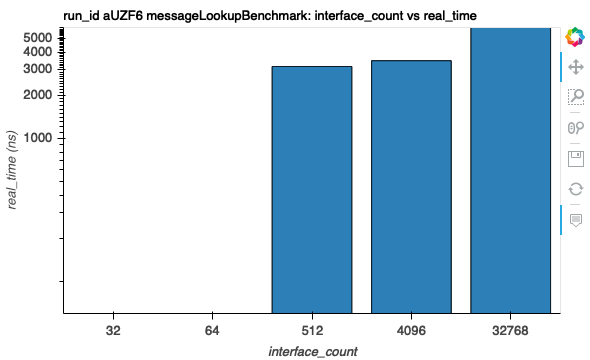 run_id aUZF6 messageLookupBenchmark: interface_count vs real_time
5000
4000
3000
2000
1000
real_time (ns)
32 64 512 4096 32768
interface_count